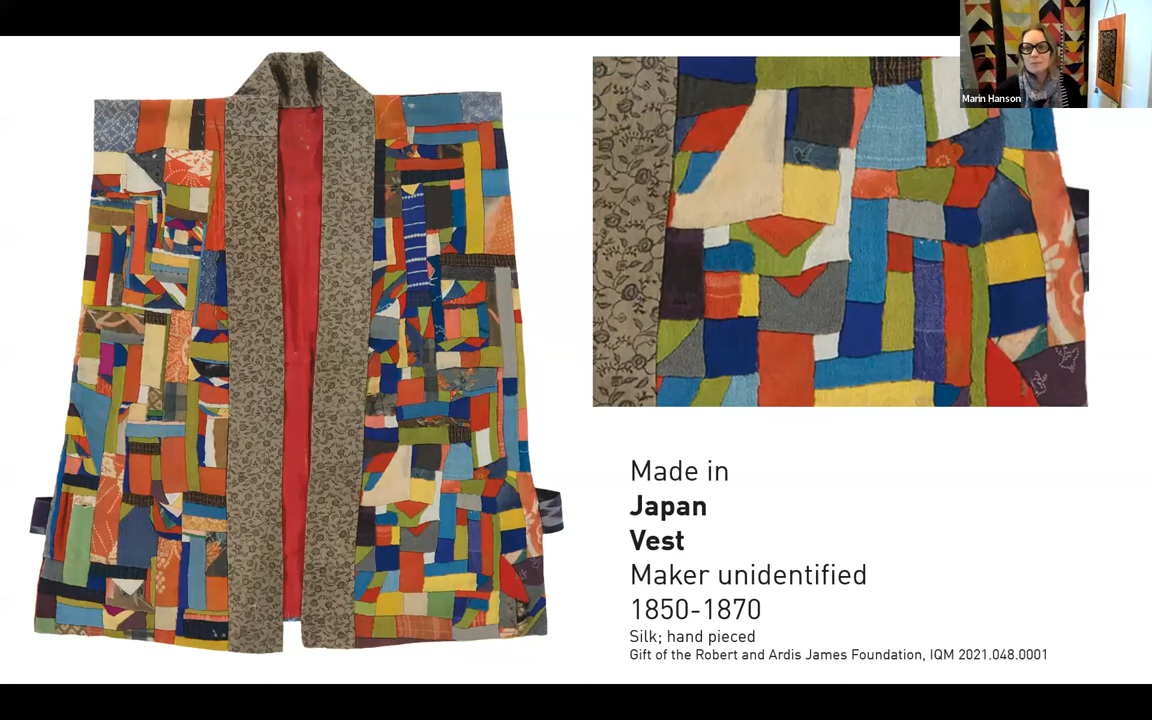 Marin Hanson
Made in
Japan
Vest
Maker unidentified
1850-1870
Silk; hand pieced
Gift of the Robert and Ardis James Foundation, IQM 2021.048.0001